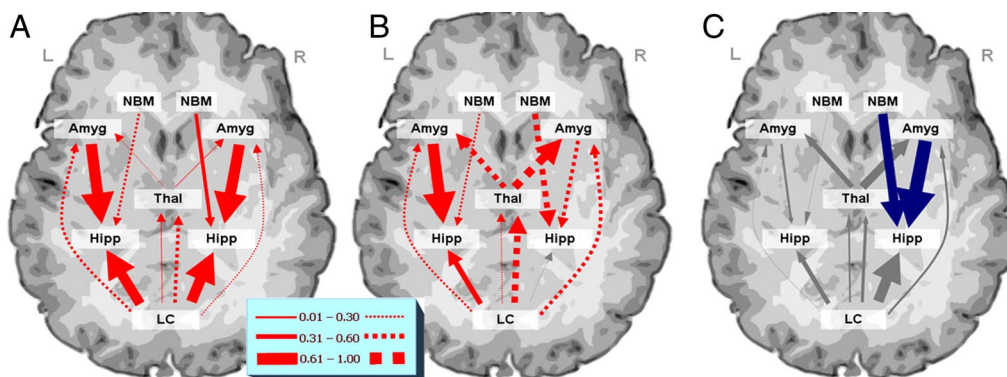 A
L
R
NBM
NBM
Amyg
Amyg
Thal
Hipp
Hipp
LC
B
L
R
NBM
NBM
Amyg
Amyg
Thal
Hipp
Hipp
LC
C
L
R
NBM
NBM
Amyg
Amyg
Thal
Hipp
Hipp
LC
0.01 – 0.30
0.31 – 0.60
0.61 – 1.00